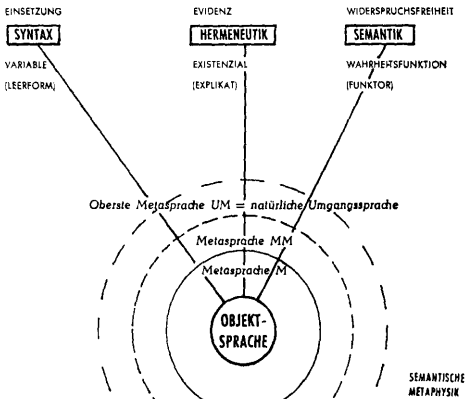 EINSETZUNG EVIDENZ WIDERSPRUCHSFREIHEIT
SYNTAX HERMENEUTIK SEMANTIK
VARIABLE EXISTENZIAL WAHRHEITSFUNKTION
(LEERFORM) (EXPLIKAT) (FUNKTOR)
Oberste Metasprache UM = natürliche Umgangssprache
Metasprache MM
Metasprache M
OBJEKT-
SPRACHE
SEMANTISCHE
METAPHYSIK